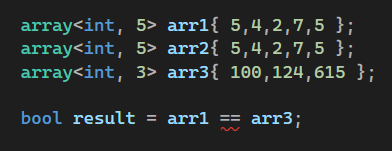 array<int, 5> arr1{ 5,4,2,7,5 };
array<int, 5> arr2{ 5,4,2,7,5 };
array<int, 3> arr3{ 100,124,615 };
bool result = arr1 == arr3;